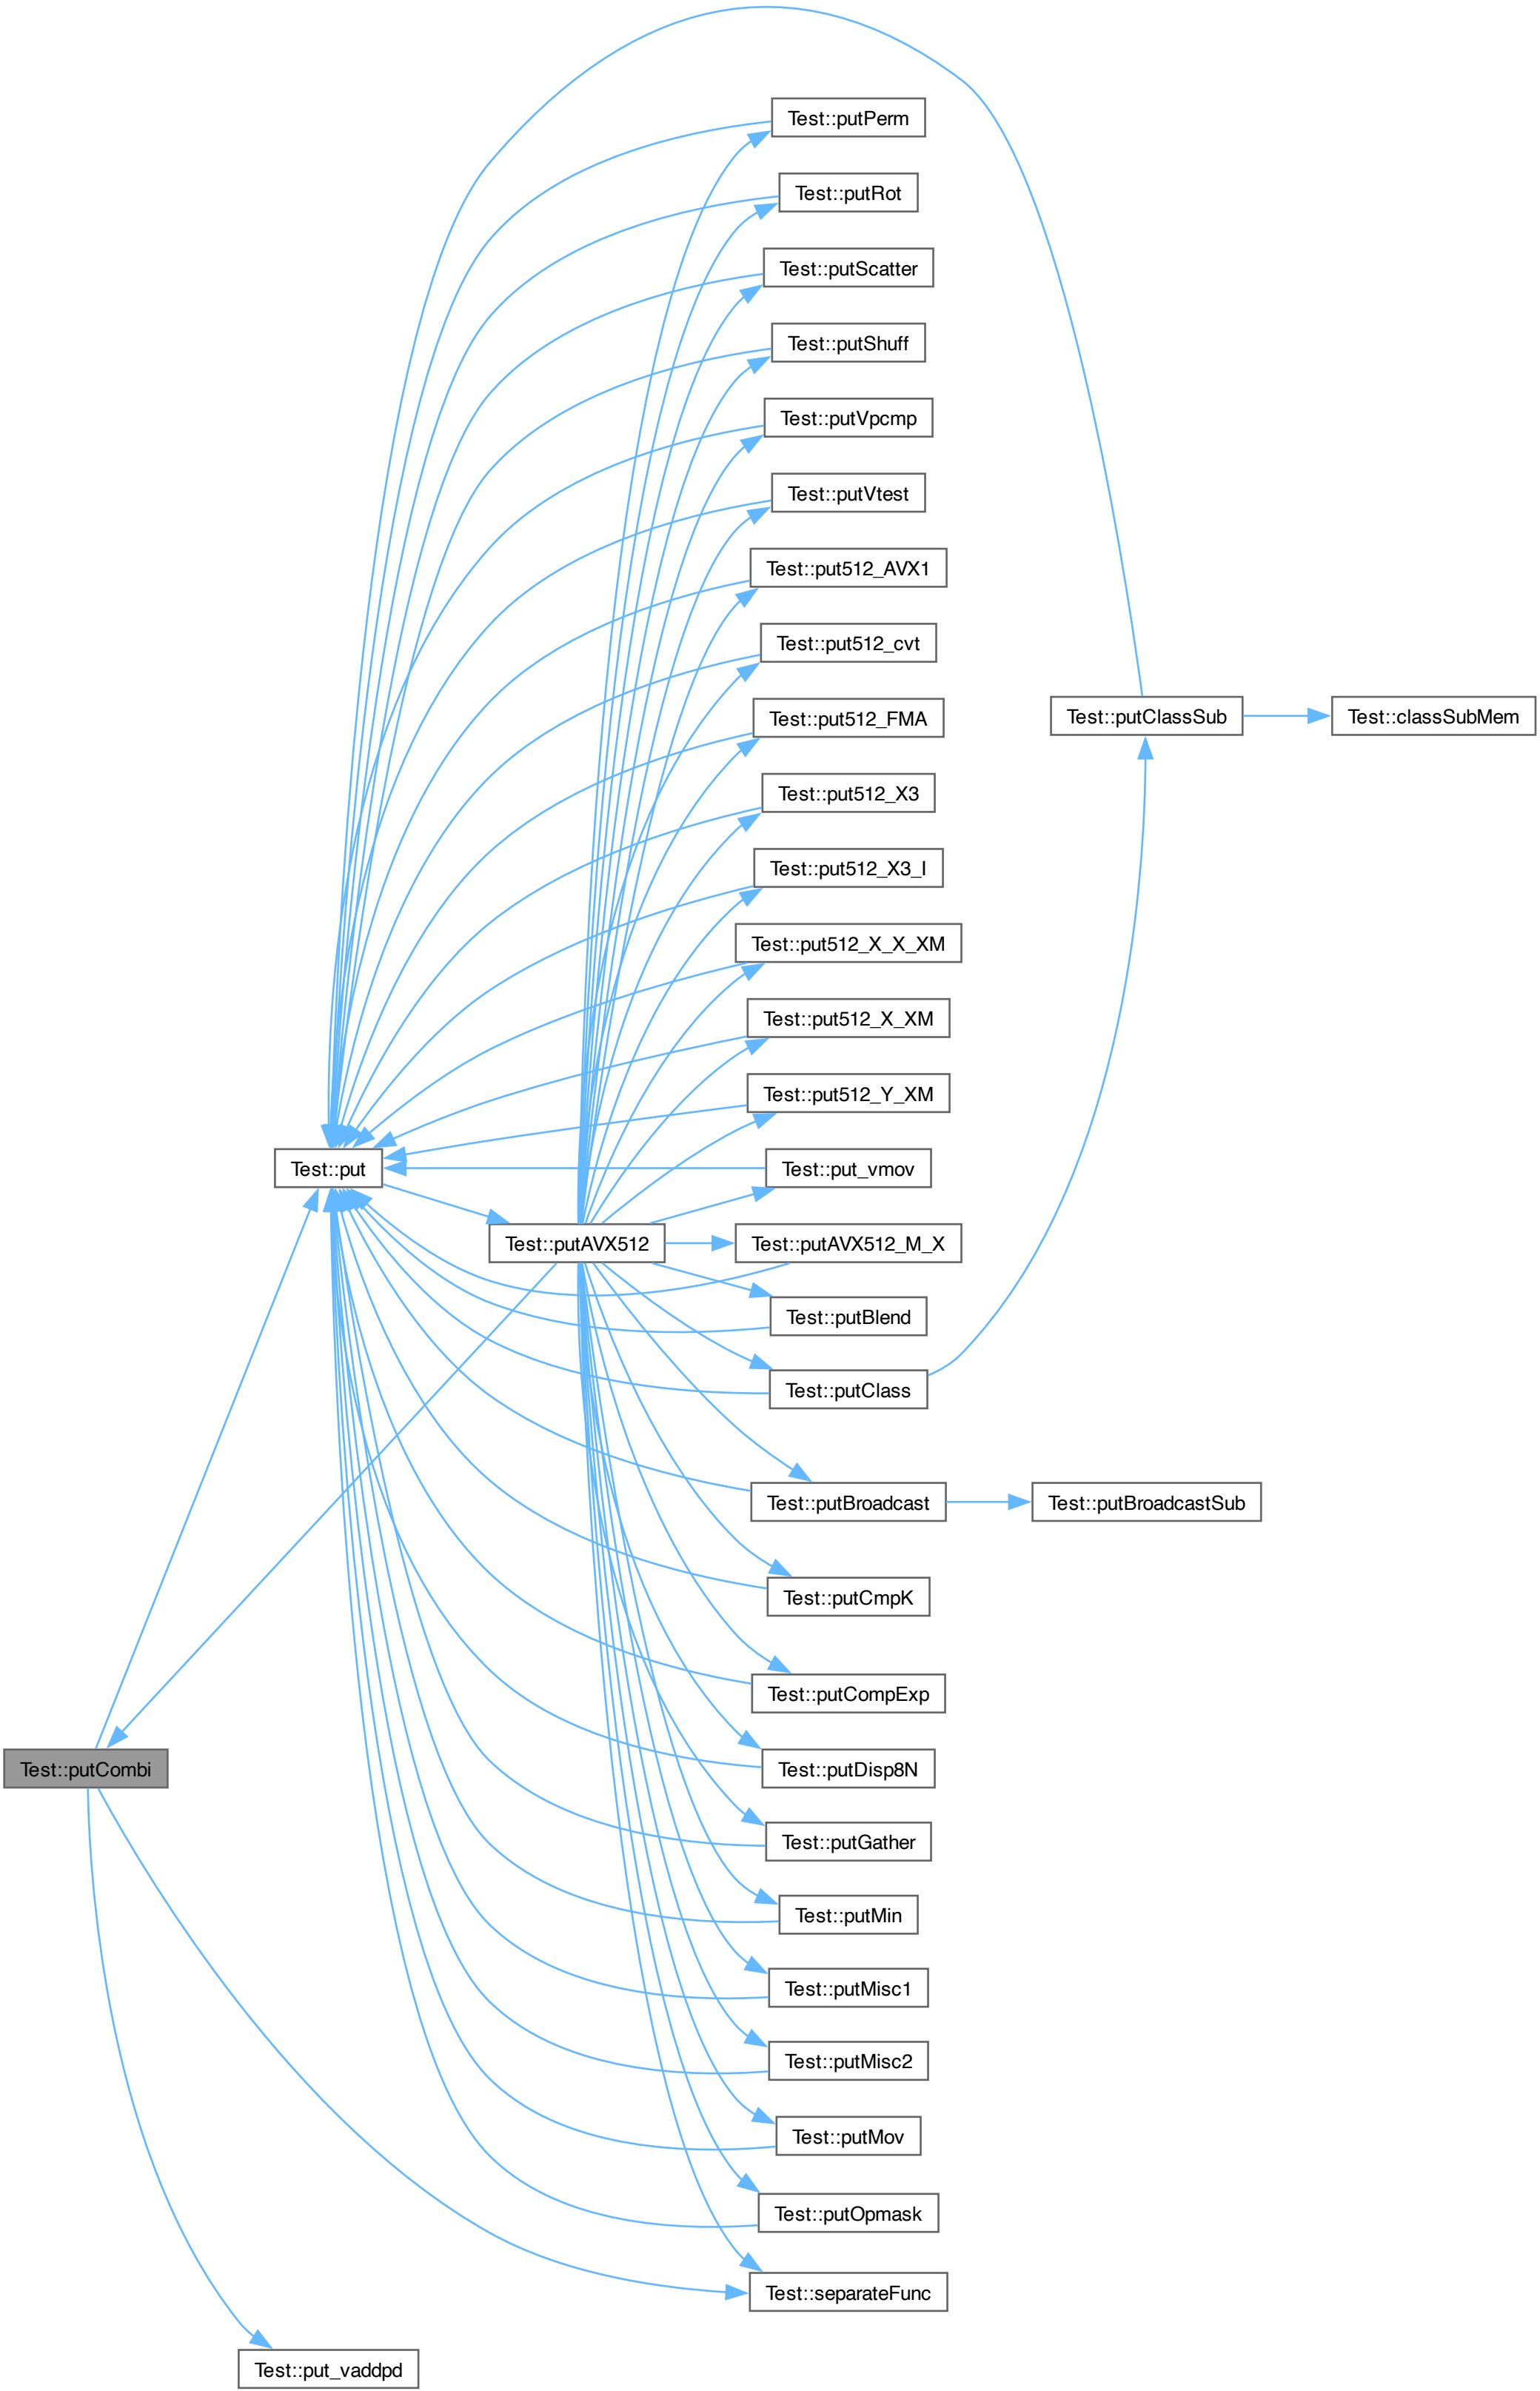 Test::putPerm
Test::putRot
Test::putScatter
Test::putShuff
Test::putVpcmp
Test::putVtest
Test::put512_AVX1
Test::put512_cvt
Test::put512_FMA
Test::putClassSub
Test::classSubMem
Test::put512_X3
Test::put512_X3_I
Test::put512_X_X_XM
Test::put512_X_XM
Test::put512_Y_XM
Test::put
Test::put_vmov
Test::putAVX512
Test::putAVX512_M_X
Test::putBlend
Test::putClass
Test::putBroadcast
Test::putBroadcastSub
Test::putCmpK
Test::putCompExp
Test::putCombi
Test::putDisp8N
Test::putGather
Test::putMin
Test::putMisc1
Test::putMisc2
Test::putMov
Test::putOpmask
Test::separateFunc
Test::put_vaddpd